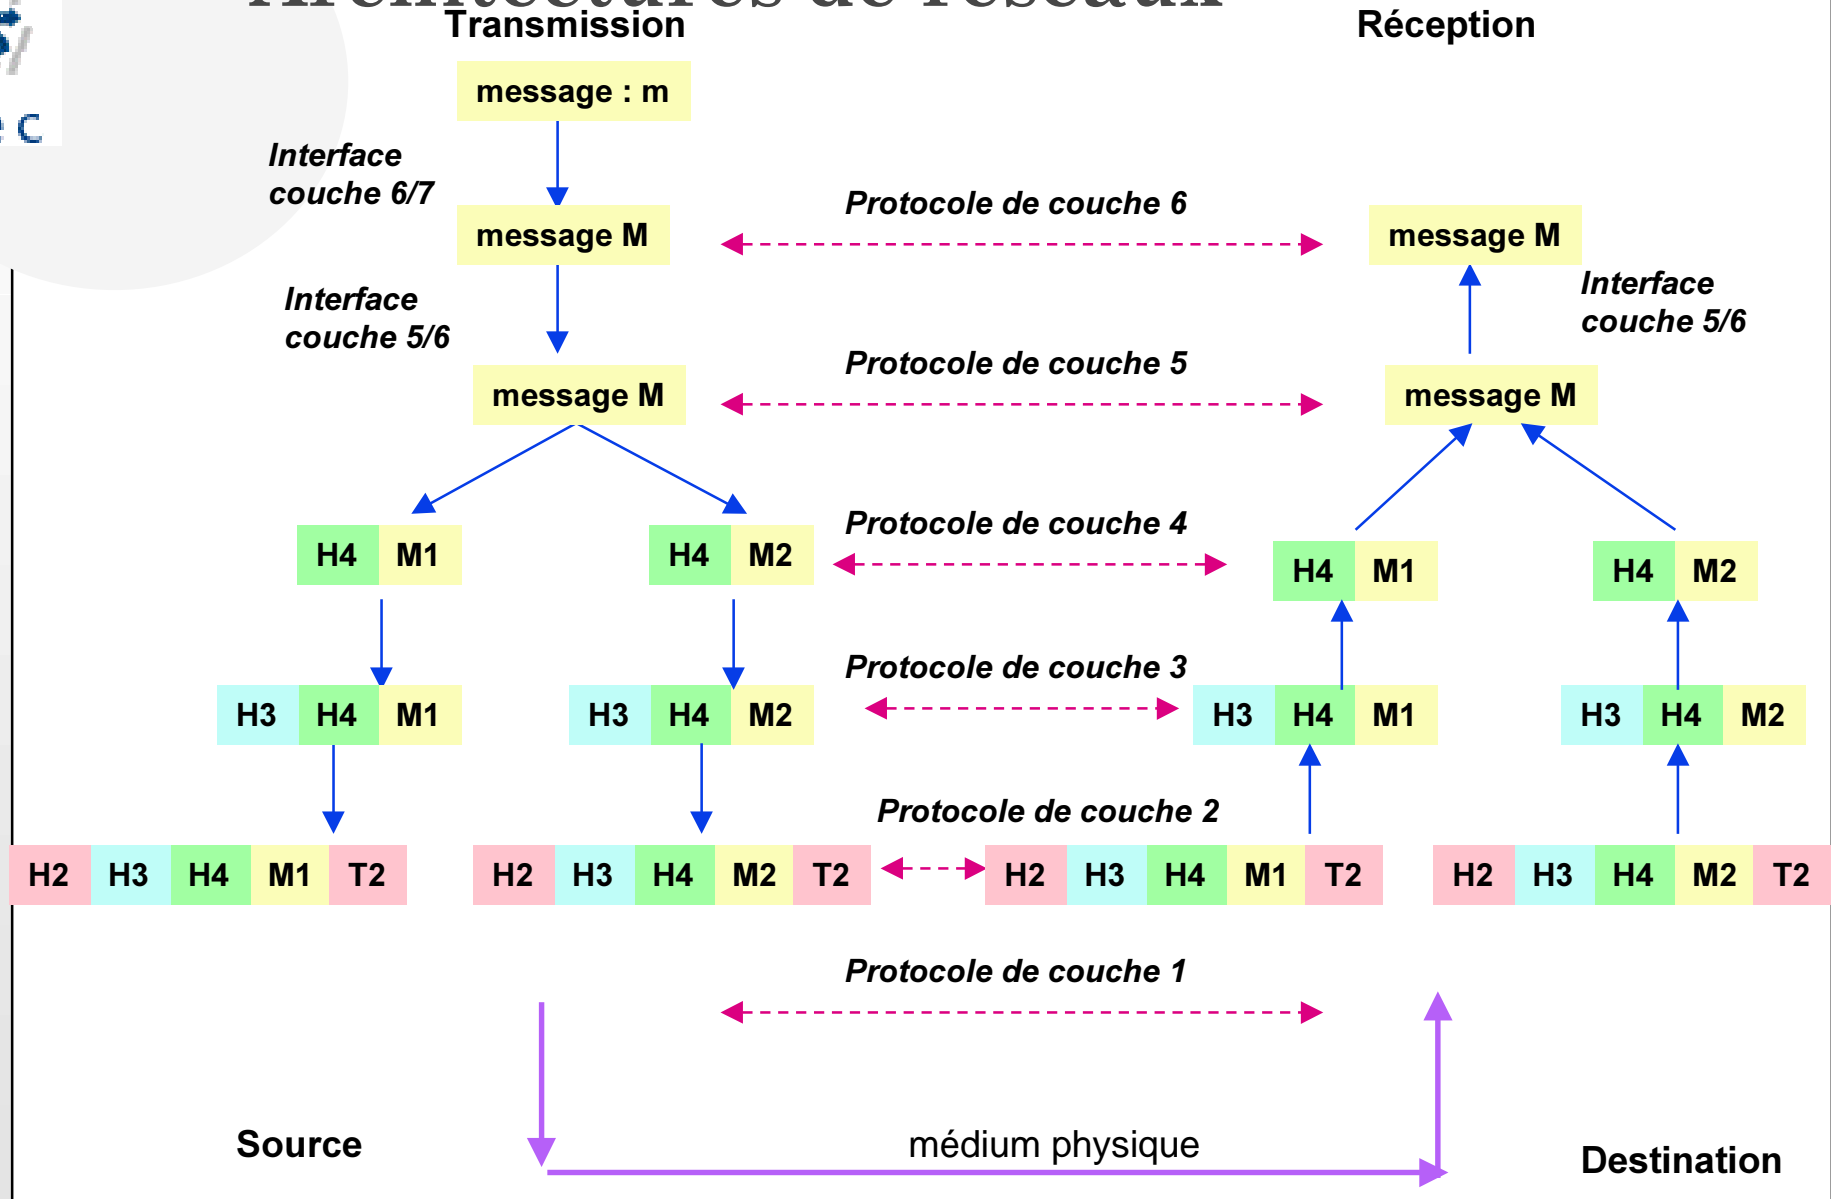 Architectures de réseaux
Transmission
Réception
message : m
Interface
couche 6/7
message M
Protocole de couche 6
message M
Interface
couche 5/6
Interface
couche 5/6
message M
Protocole de couche 5
message M
H4 M1
H4 M2
Protocole de couche 4
H4 M1
H4 M2
H3 H4 M1
H3 H4 M2
Protocole de couche 3
H3 H4 M1
H3 H4 M2
Protocole de couche 2
H2 H3 H4 M1 T2
H2 H3 H4 M2 T2
H2 H3 H4 M1 T2
H2 H3 H4 M2 T2
Protocole de couche 1
Source
médium physique
Destination